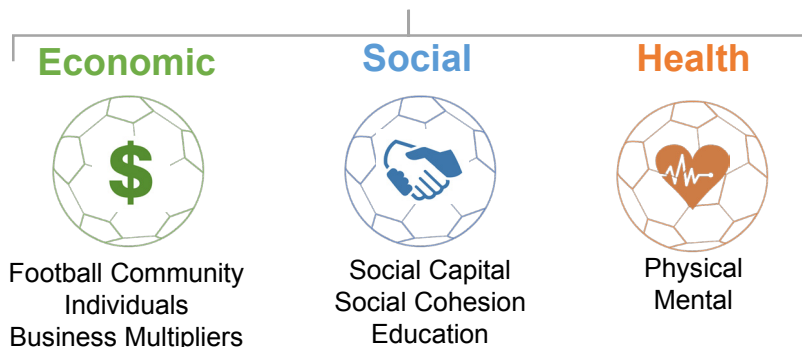 Economic
Social
Health
$
Football Community
Individuals
Business Multipliers
Social Capital
Social Cohesion
Education
Physical
Mental